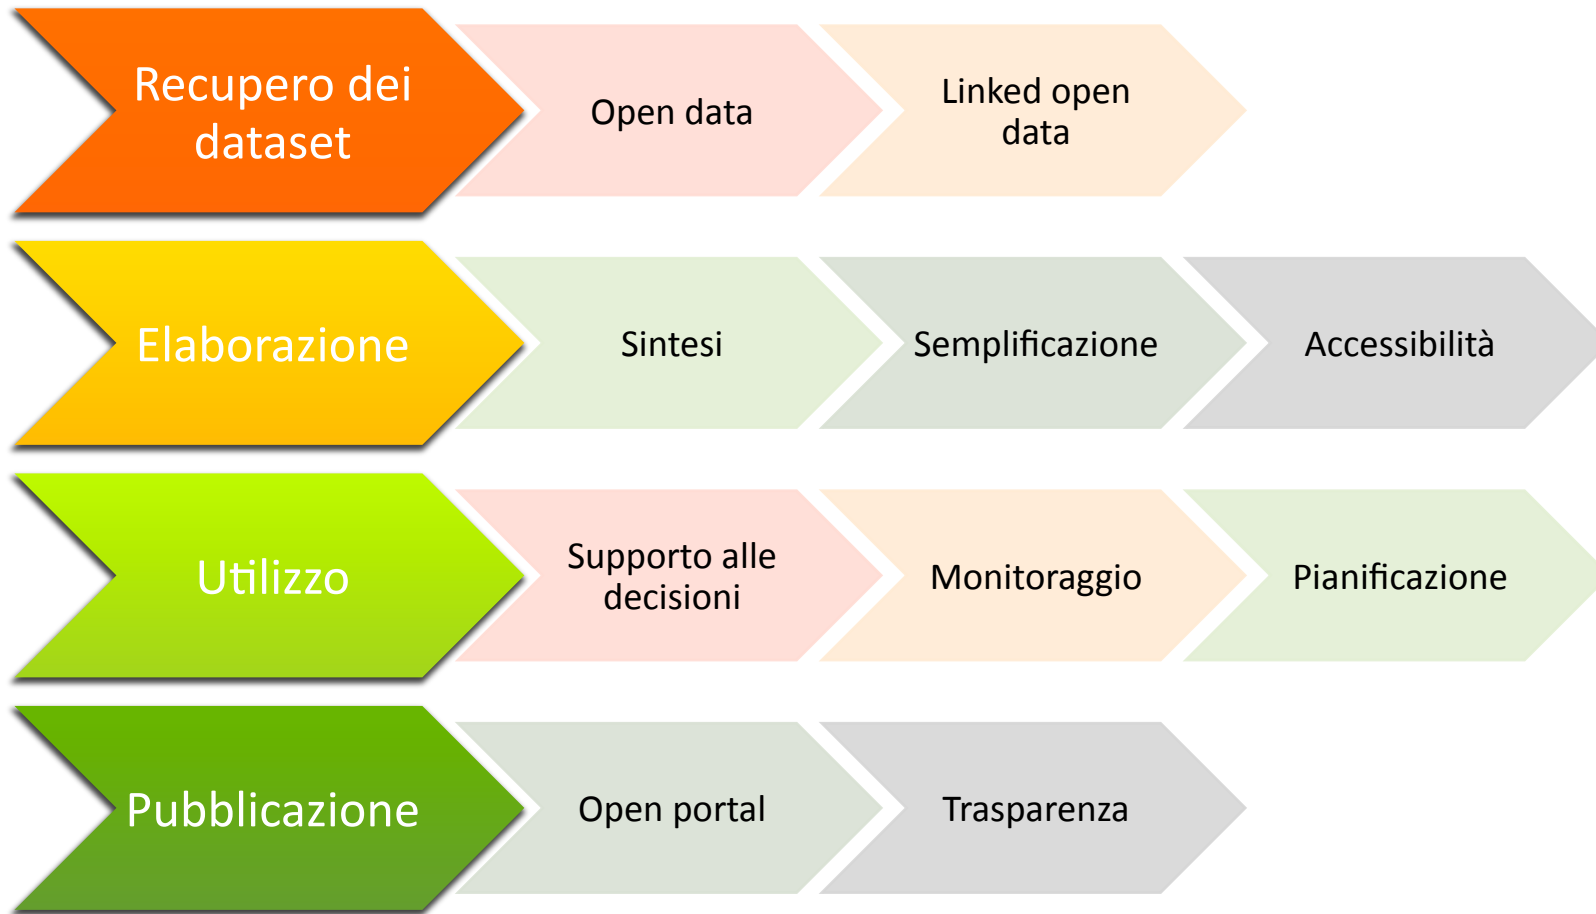 Recupero dei
dataset
Open data
Linked open
data
Elaborazione
Sintesi
Semplificazione
Accessibilità
Utilizzo
Supporto alle
decisioni
Monitoraggio
Pianificazione
Pubblicazione
Open portal
Trasparenza